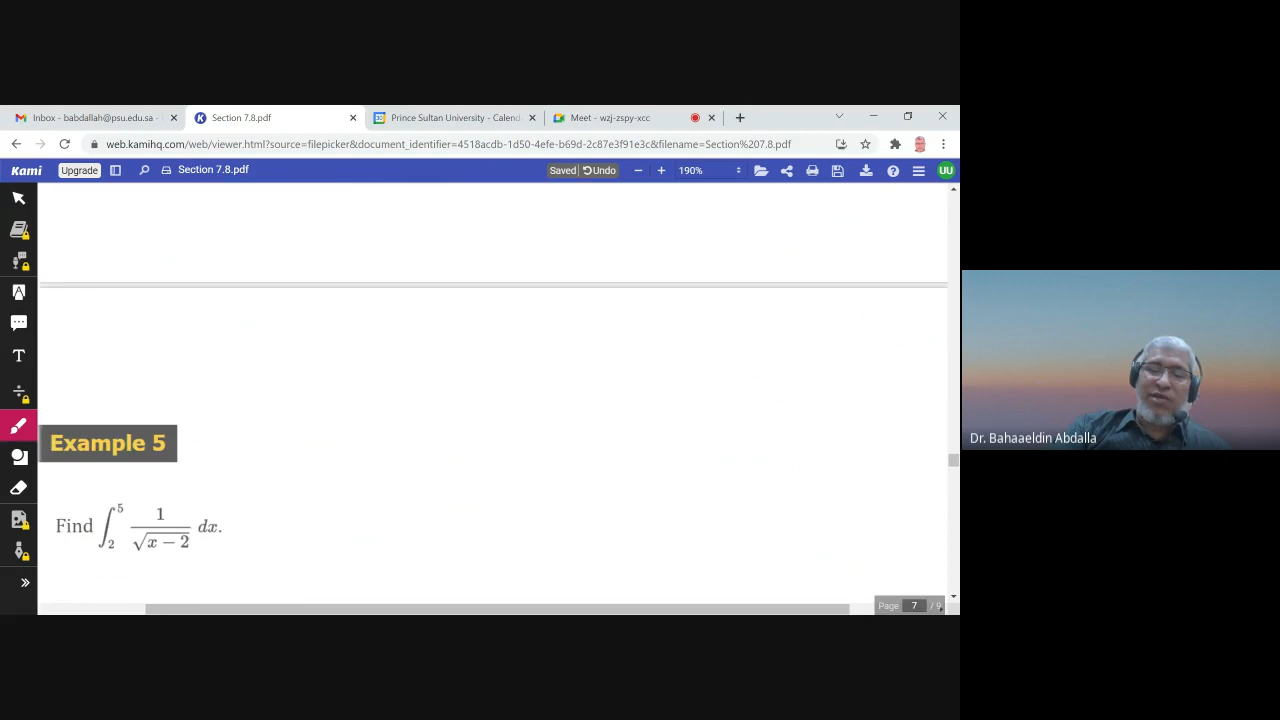 Inbox - babdallah@psu.edu.sa -
Section 7.8.pdf
Prince Sultan University - Calend
Meet - wzj-zspy-xcc
web.kamihq.com/web/viewer.html?source=filepicker&document_identifier=4518acdb-1d50-4efe-b69d-2c87e3f91e3c&filename=Section%207.8.pdf
Kami Upgrade Section 7.8.pdf Saved Undo 190% UU
Example 5
Find ∫_2^5 1/√(x − 2) dx.
Dr. Bahaaeldin Abdalla
Page 7 / 9